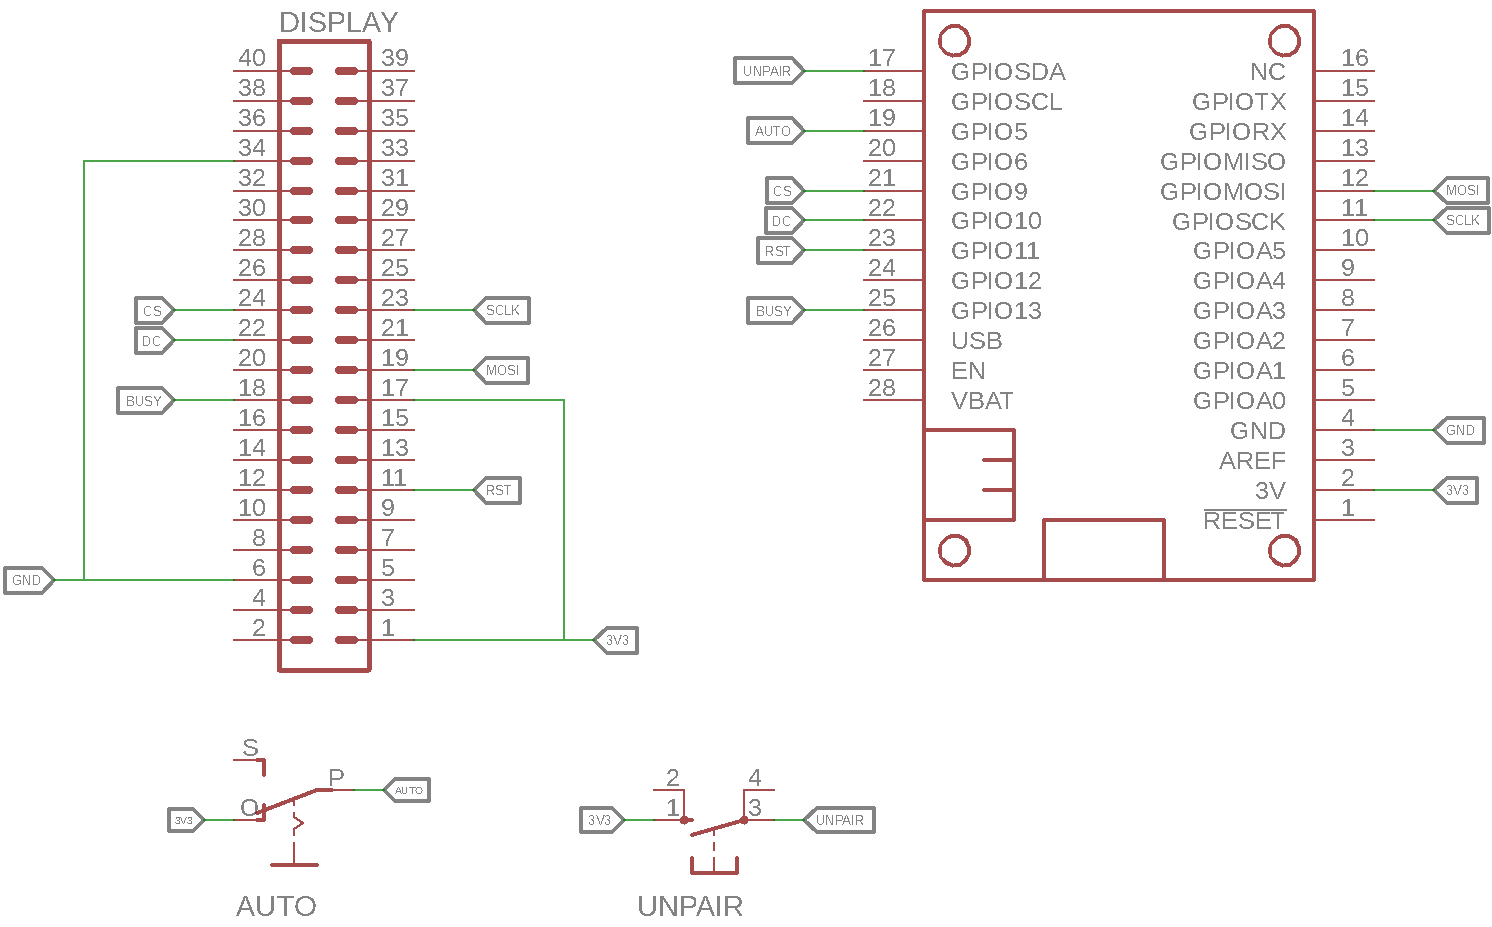 DISPLAY
40 39
38 37
36 35
34 33
32 31
30 29
28 27
26 25
CS 24 23 SCLK
DC 22 21
20 19 MOSI
BUSY 18 17
16 15
14 13
12 11 RST
10 9
8 7
GND 6 5
4 3
2 1 3V3
UNPAIR 17 GPIOSDA NC 16
18 GPIOSCL GPIOTX 15
AUTO 19 GPIO5 GPIORX 14
20 GPIO6 GPIOMISO 13
CS 21 GPIO9 GPIOMOSI 12 MOSI
DC 22 GPIO10 GPIOSCK 11 SCLK
RST 23 GPIO11 GPIOA5 10
24 GPIO12 GPIOA4 9
BUSY 25 GPIO13 GPIOA3 8
26 USB GPIOA2 7
27 EN GPIOA1 6
28 VBAT GPIOA0 5
GND 4 GND
AREF 3
3V 2 3V3
RESET 1
S
P AUTO
3V3 O
AUTO
2 4
3V3 1 3 UNPAIR
UNPAIR